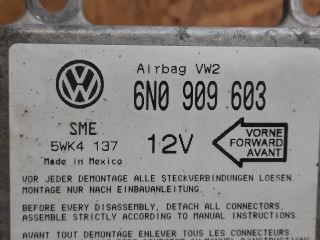 Airbag VW2
6N0 909 603
SME
5WK4 137
12V
VORNE
FORWARD
AVANT
Made in Mexico
VOR JEDER DEMONTAGE ALLE STECKVERBINDUNGEN LOESEN.
MONTAGE NUR NACH EINBAUANLEITUNG.
BEFORE EVERY DISASSEMBLY, DETACH ALL CONNECTORS.
ASSEMBLE STRICTLY ACCORDING TO MANUAL INSTRUCTIONS.
AVANT TOUT DEMONTAGE ENLEVER TOUS LES CONNECTEURS.